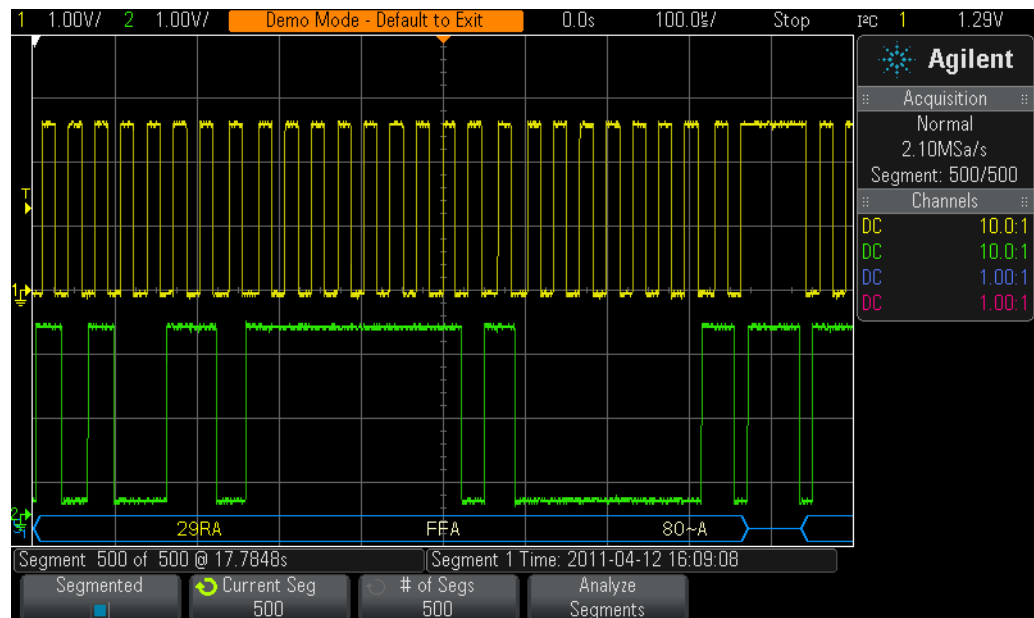 1 1.00V/ 2 1.00V/ Demo Mode - Default to Exit 0.0s 100.0us/ Stop I²C 1 1.29V
Agilent
Acquisition
Normal
2.10MSa/s
Segment: 500/500
Channels
DC 10.0:1
DC 10.0:1
DC 1.00:1
DC 1.00:1
T
1
2
S1
29RA FFA 80~A
Segment 500 of 500 @ 17.7848s Segment 1 Time: 2011-04-12 16:09:08
Segmented Current Seg # of Segs Analyze
500 500 Segments